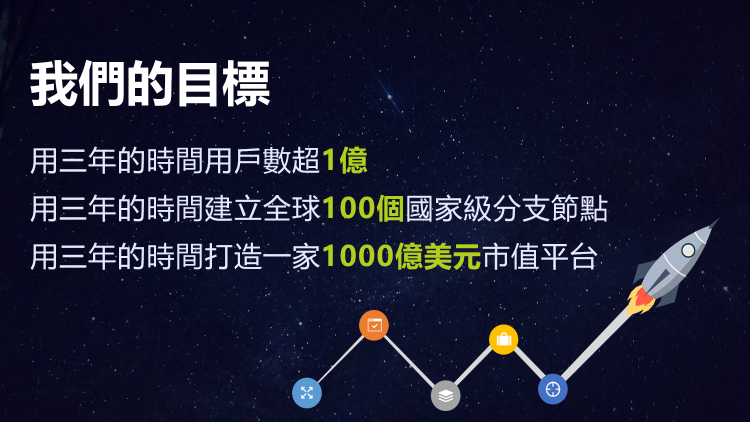 我們的目標
用三年的時間用戶數超1億
用三年的時間建立全球100個國家級分支節點
用三年的時間打造一家1000億美元市值平台